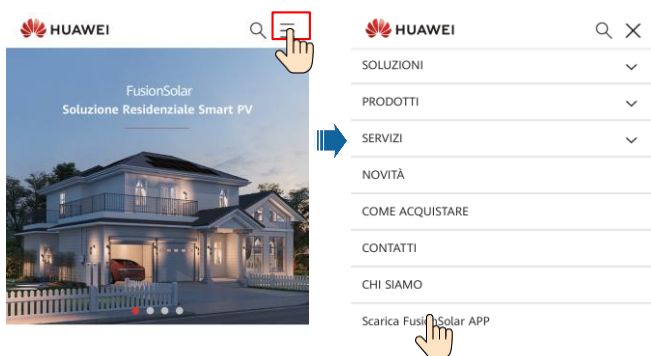 HUAWEI
FusionSolar
Soluzione Residenziale Smart PV
HUAWEI
SOLUZIONI
PRODOTTI
SERVIZI
NOVITÀ
COME ACQUISTARE
CONTATTI
CHI SIAMO
Scarica FusionSolar APP